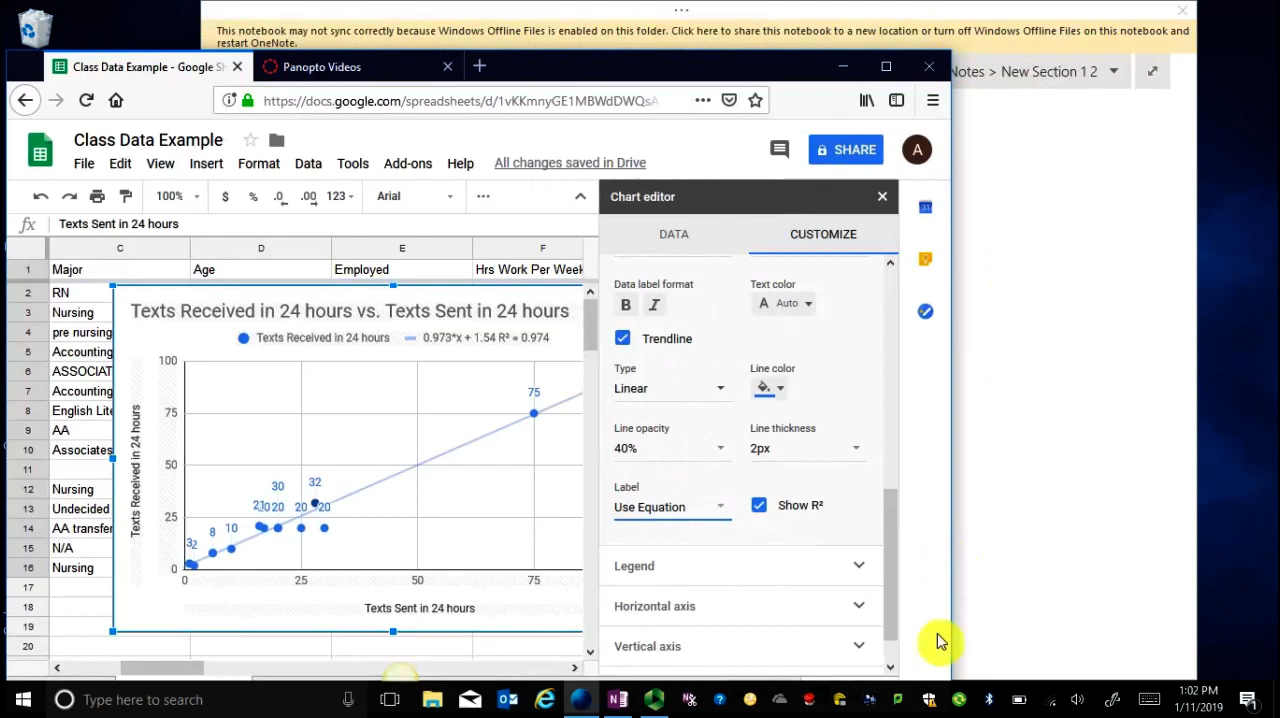 This notebook may not sync correctly because Windows Offline Files is enabled on this folder. Click here to share this notebook to a new location or turn off Windows Offline Files on this notebook and
restart OneNote.
Class Data Example - Google S
Panopto Videos
Notes > New Section 1 2
https://docs.google.com/spreadsheets/d/1vKKmnyGE1MBWdDWQsA
Class Data Example
SHARE
A
File Edit View Insert Format Data Tools Add-ons Help All changes saved in Drive
100% $ % .0 .00 123 Arial
Chart editor
fx Texts Sent in 24 hours
DATA CUSTOMIZE
31
C D E F
1 Major Age Employed Hrs Work Per Week
2 RN
3 Nursing
4 pre nursing
5 Accounting
6 ASSOCIAT
7 Accounting
8 English Lite
9 AA
10 Associates
11
12 Nursing
13 Undecided
14 AA transfer
15 N/A
16 Nursing
17
18
19
20
Texts Received in 24 hours vs. Texts Sent in 24 hours
Texts Received in 24 hours 0.973*x + 1.54 R² = 0.974
Texts Received in 24 hours
100
75
50
25
0
75
32
30
20
20
20
10
8
0 25 50 75
Texts Sent in 24 hours
Data label format Text color
B I A Auto
Trendline
Type Line color
Linear
Line opacity Line thickness
40% 2px
Label
Use Equation Show R²
Legend
Horizontal axis
Vertical axis
Type here to search
1:02 PM
1/11/2019